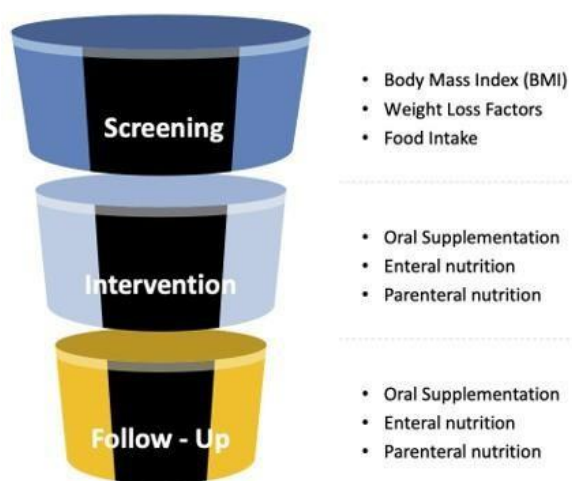 Screening
• Body Mass Index (BMI)
• Weight Loss Factors
• Food Intake
Intervention
• Oral Supplementation
• Enteral nutrition
• Parenteral nutrition
Follow - Up
• Oral Supplementation
• Enteral nutrition
• Parenteral nutrition